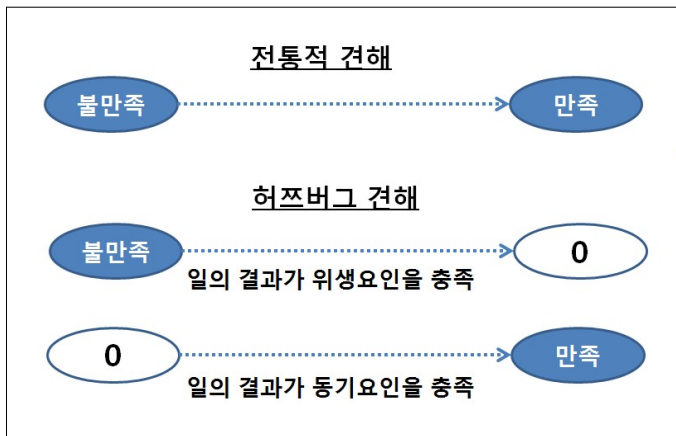 전통적 견해
불만족 만족
허쯔버그 견해
불만족 0
일의 결과가 위생요인을 충족
0 만족
일의 결과가 동기요인을 충족